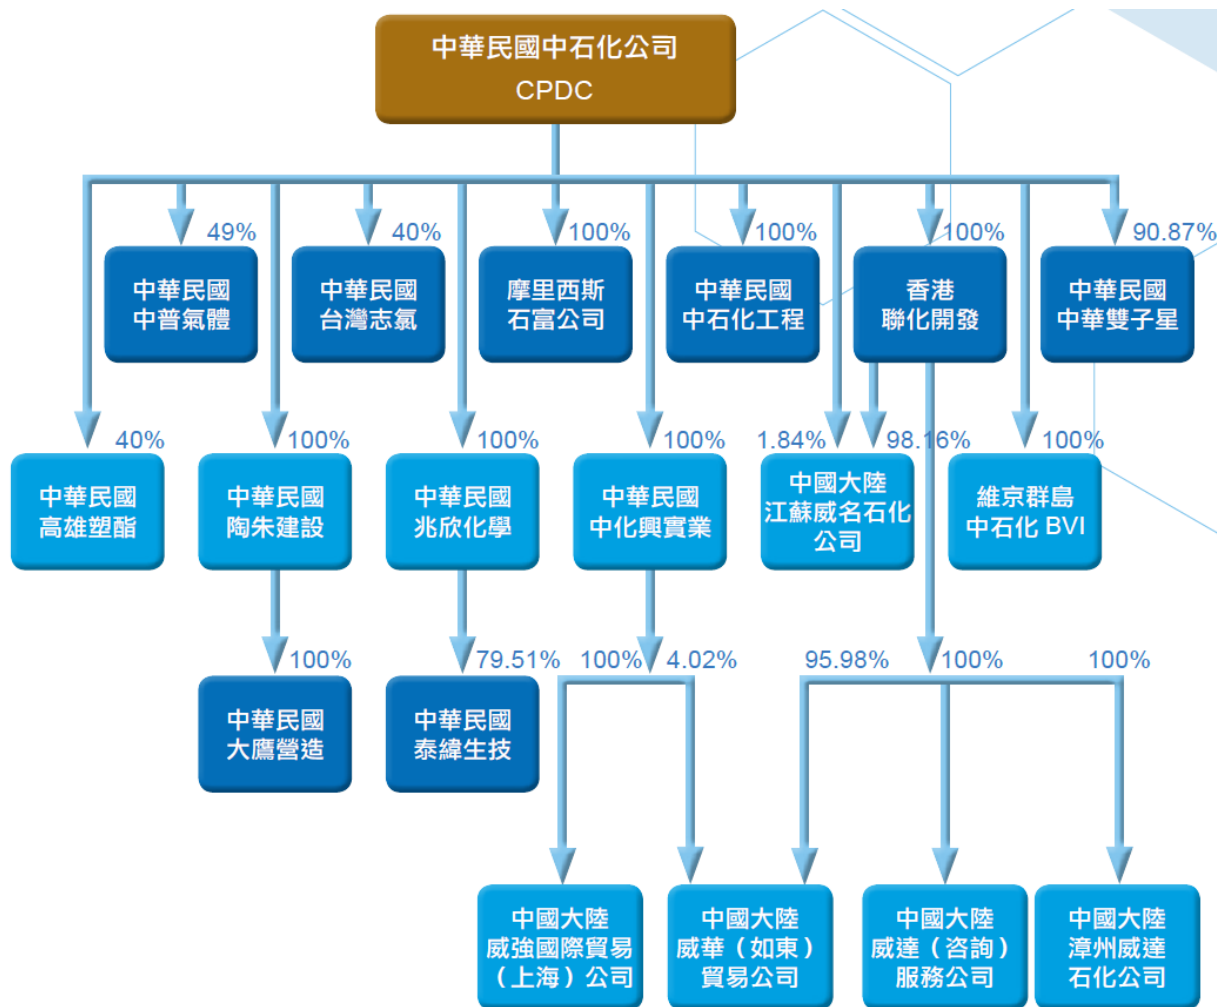 中華民國中石化公司
CPDC
49%
40%
100%
100%
100%
90.87%
中華民國
中普氣體
中華民國
台灣志氯
摩里西斯
石富公司
中華民國
中石化工程
香港
聯化開發
中華民國
中華雙子星
40%
100%
100%
100%
1.84%
98.16%
100%
中華民國
高雄塑酯
中華民國
陶朱建設
中華民國
兆欣化學
中華民國
中化興實業
中國大陸
江蘇威名石化
公司
維京群島
中石化 BVI
100%
79.51%
100%
4.02%
95.98%
100%
100%
中華民國
大鷹營造
中華民國
泰緯生技
中國大陸
威強國際貿易
（上海）公司
中國大陸
威華（如東）
貿易公司
中國大陸
威達（咨詢）
服務公司
中國大陸
漳州威達
石化公司